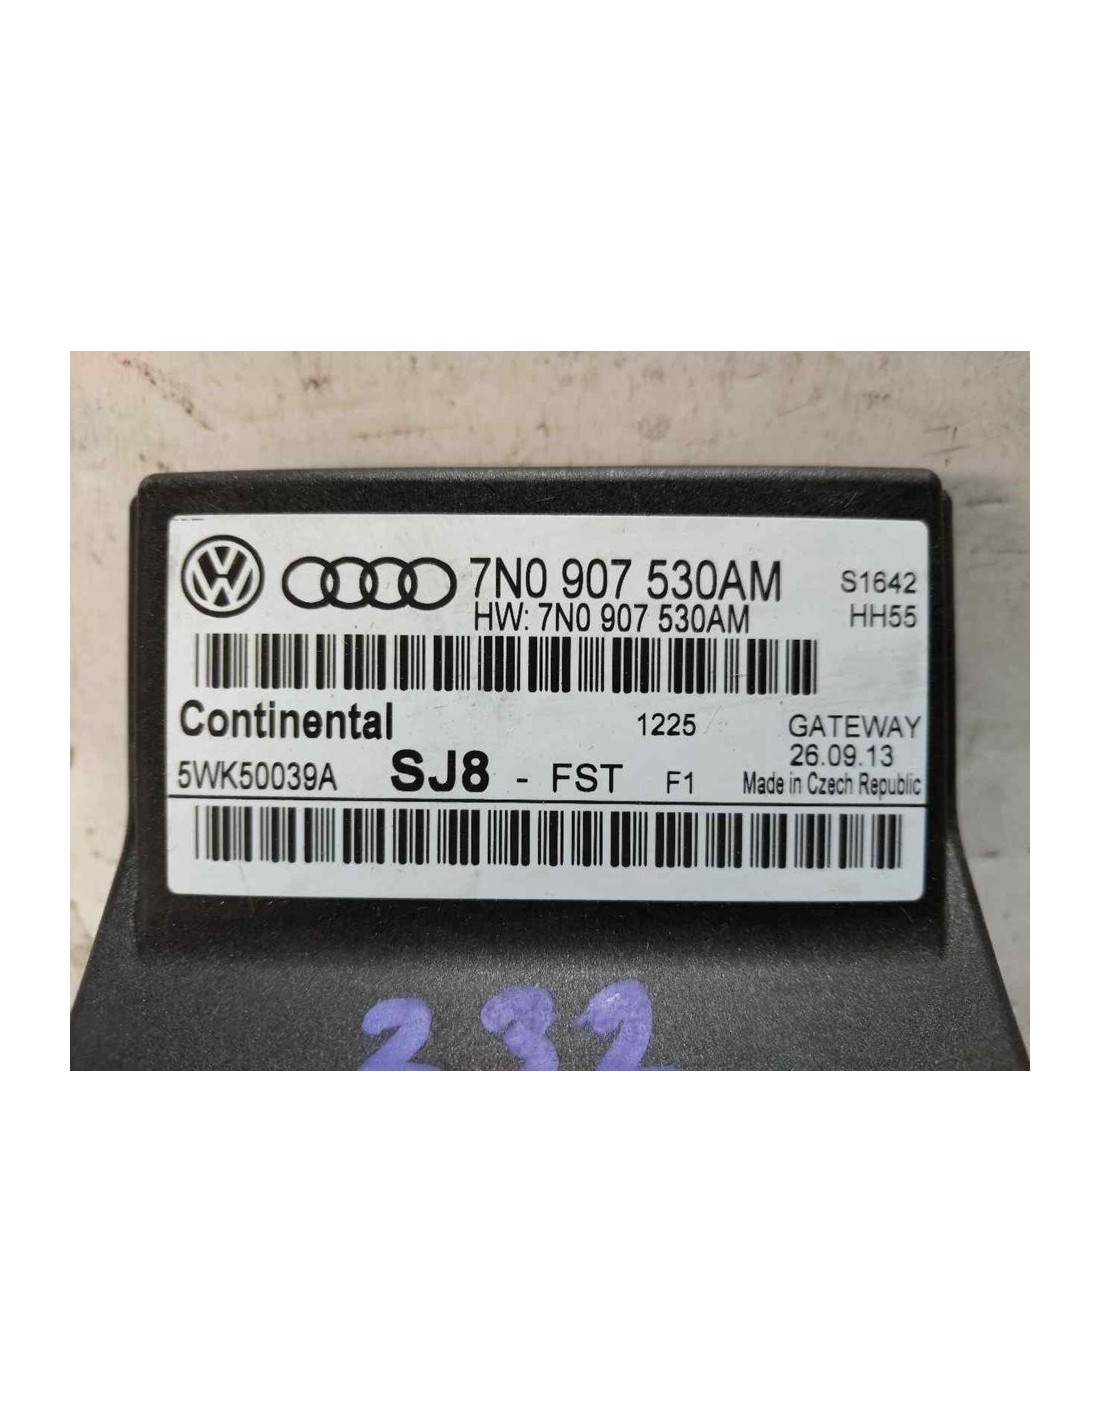 7N0 907 530AM S1642
HW: 7N0 907 530AM HH55
Continental 1225 GATEWAY
26.09.13
5WK50039A SJ8 - FST F1 Made in Czech Republic
232